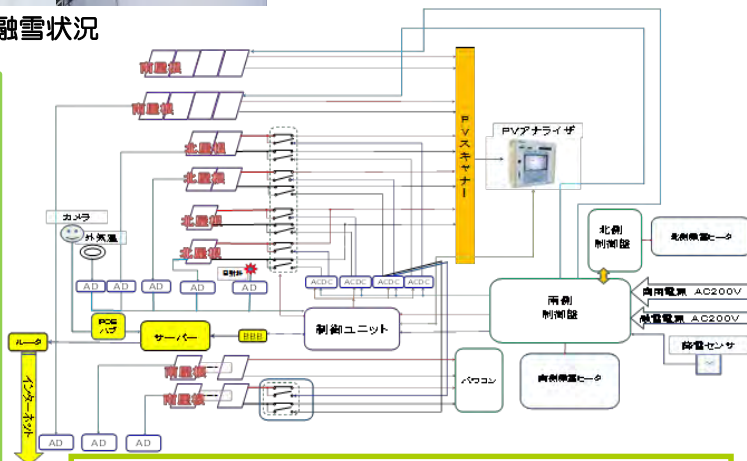 融雪状況
南屋根
南屋根
北屋根
北屋根
北屋根
北屋根
PVスキャナー
PVアナライザ
カメラ
外気温
日射計
AD
AD
AD
AD
AD
ACDC
ACDC
ACDC
ACDC
北側
制御盤
北側融雪ヒータ
商用電源 AC200V
融雪電源 AC200V
降雪センサ
南側
制御盤
南側融雪ヒータ
制御ユニット
POE
ハブ
サーバー
BBB
ルータ
インターネット
南屋根
南屋根
パワコン
AD
AD
AD